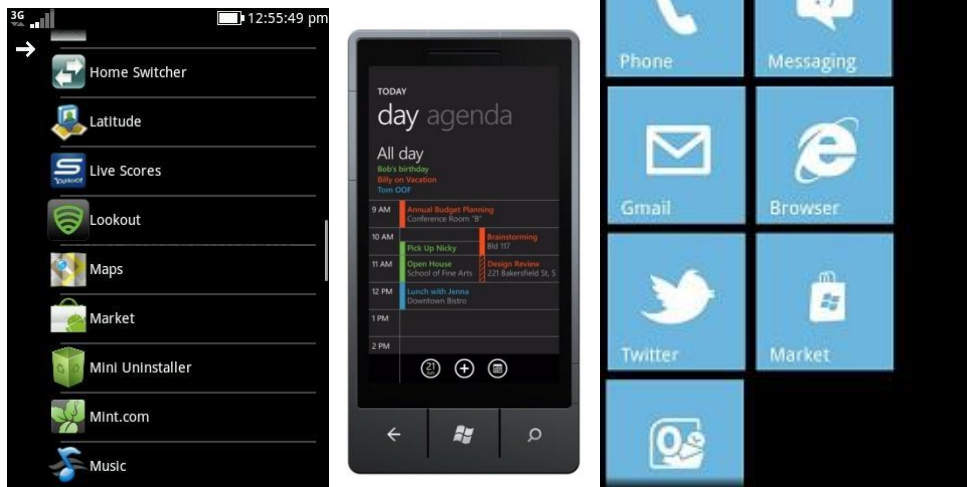 3G
12:55:49 pm
Home Switcher
Latitude
Live Scores
Lookout
Maps
Market
Mini Uninstaller
Mint.com
Music
TODAY
day agenda
All day
Bob's birthday
Billy on Vacation
Tom OOF
9 AM
Annual Budget Planning
Conference Room "B"
10 AM
Brainstorming
Bld 117
Pick Up Nicky
11 AM
Open House
School of Fine Arts
Design Review
221 Bakersfield St, S
12 PM
Lunch with Jenna
Downtown Bistro
1 PM
2 PM
21
Phone
Messaging
Gmail
Browser
Twitter
Market